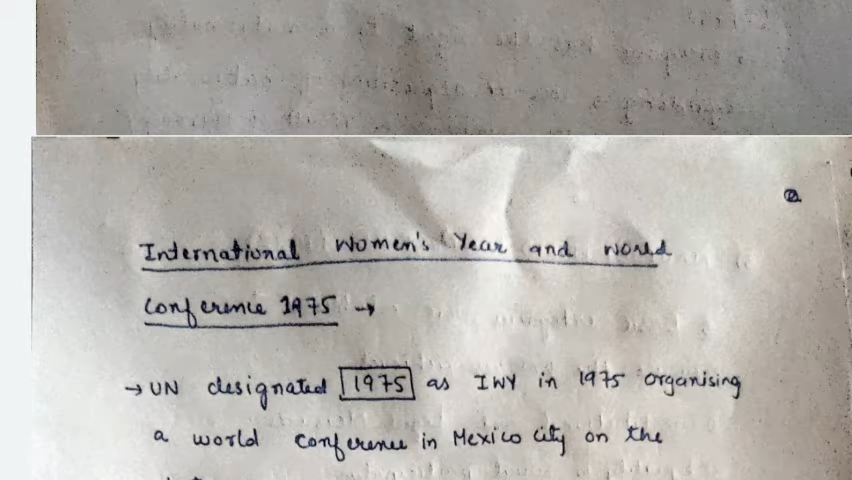 International Women's Year and World
Conference 1975 →
→ UN designated 1975 as IWY in 1975 organising
a world conference in Mexico City on the